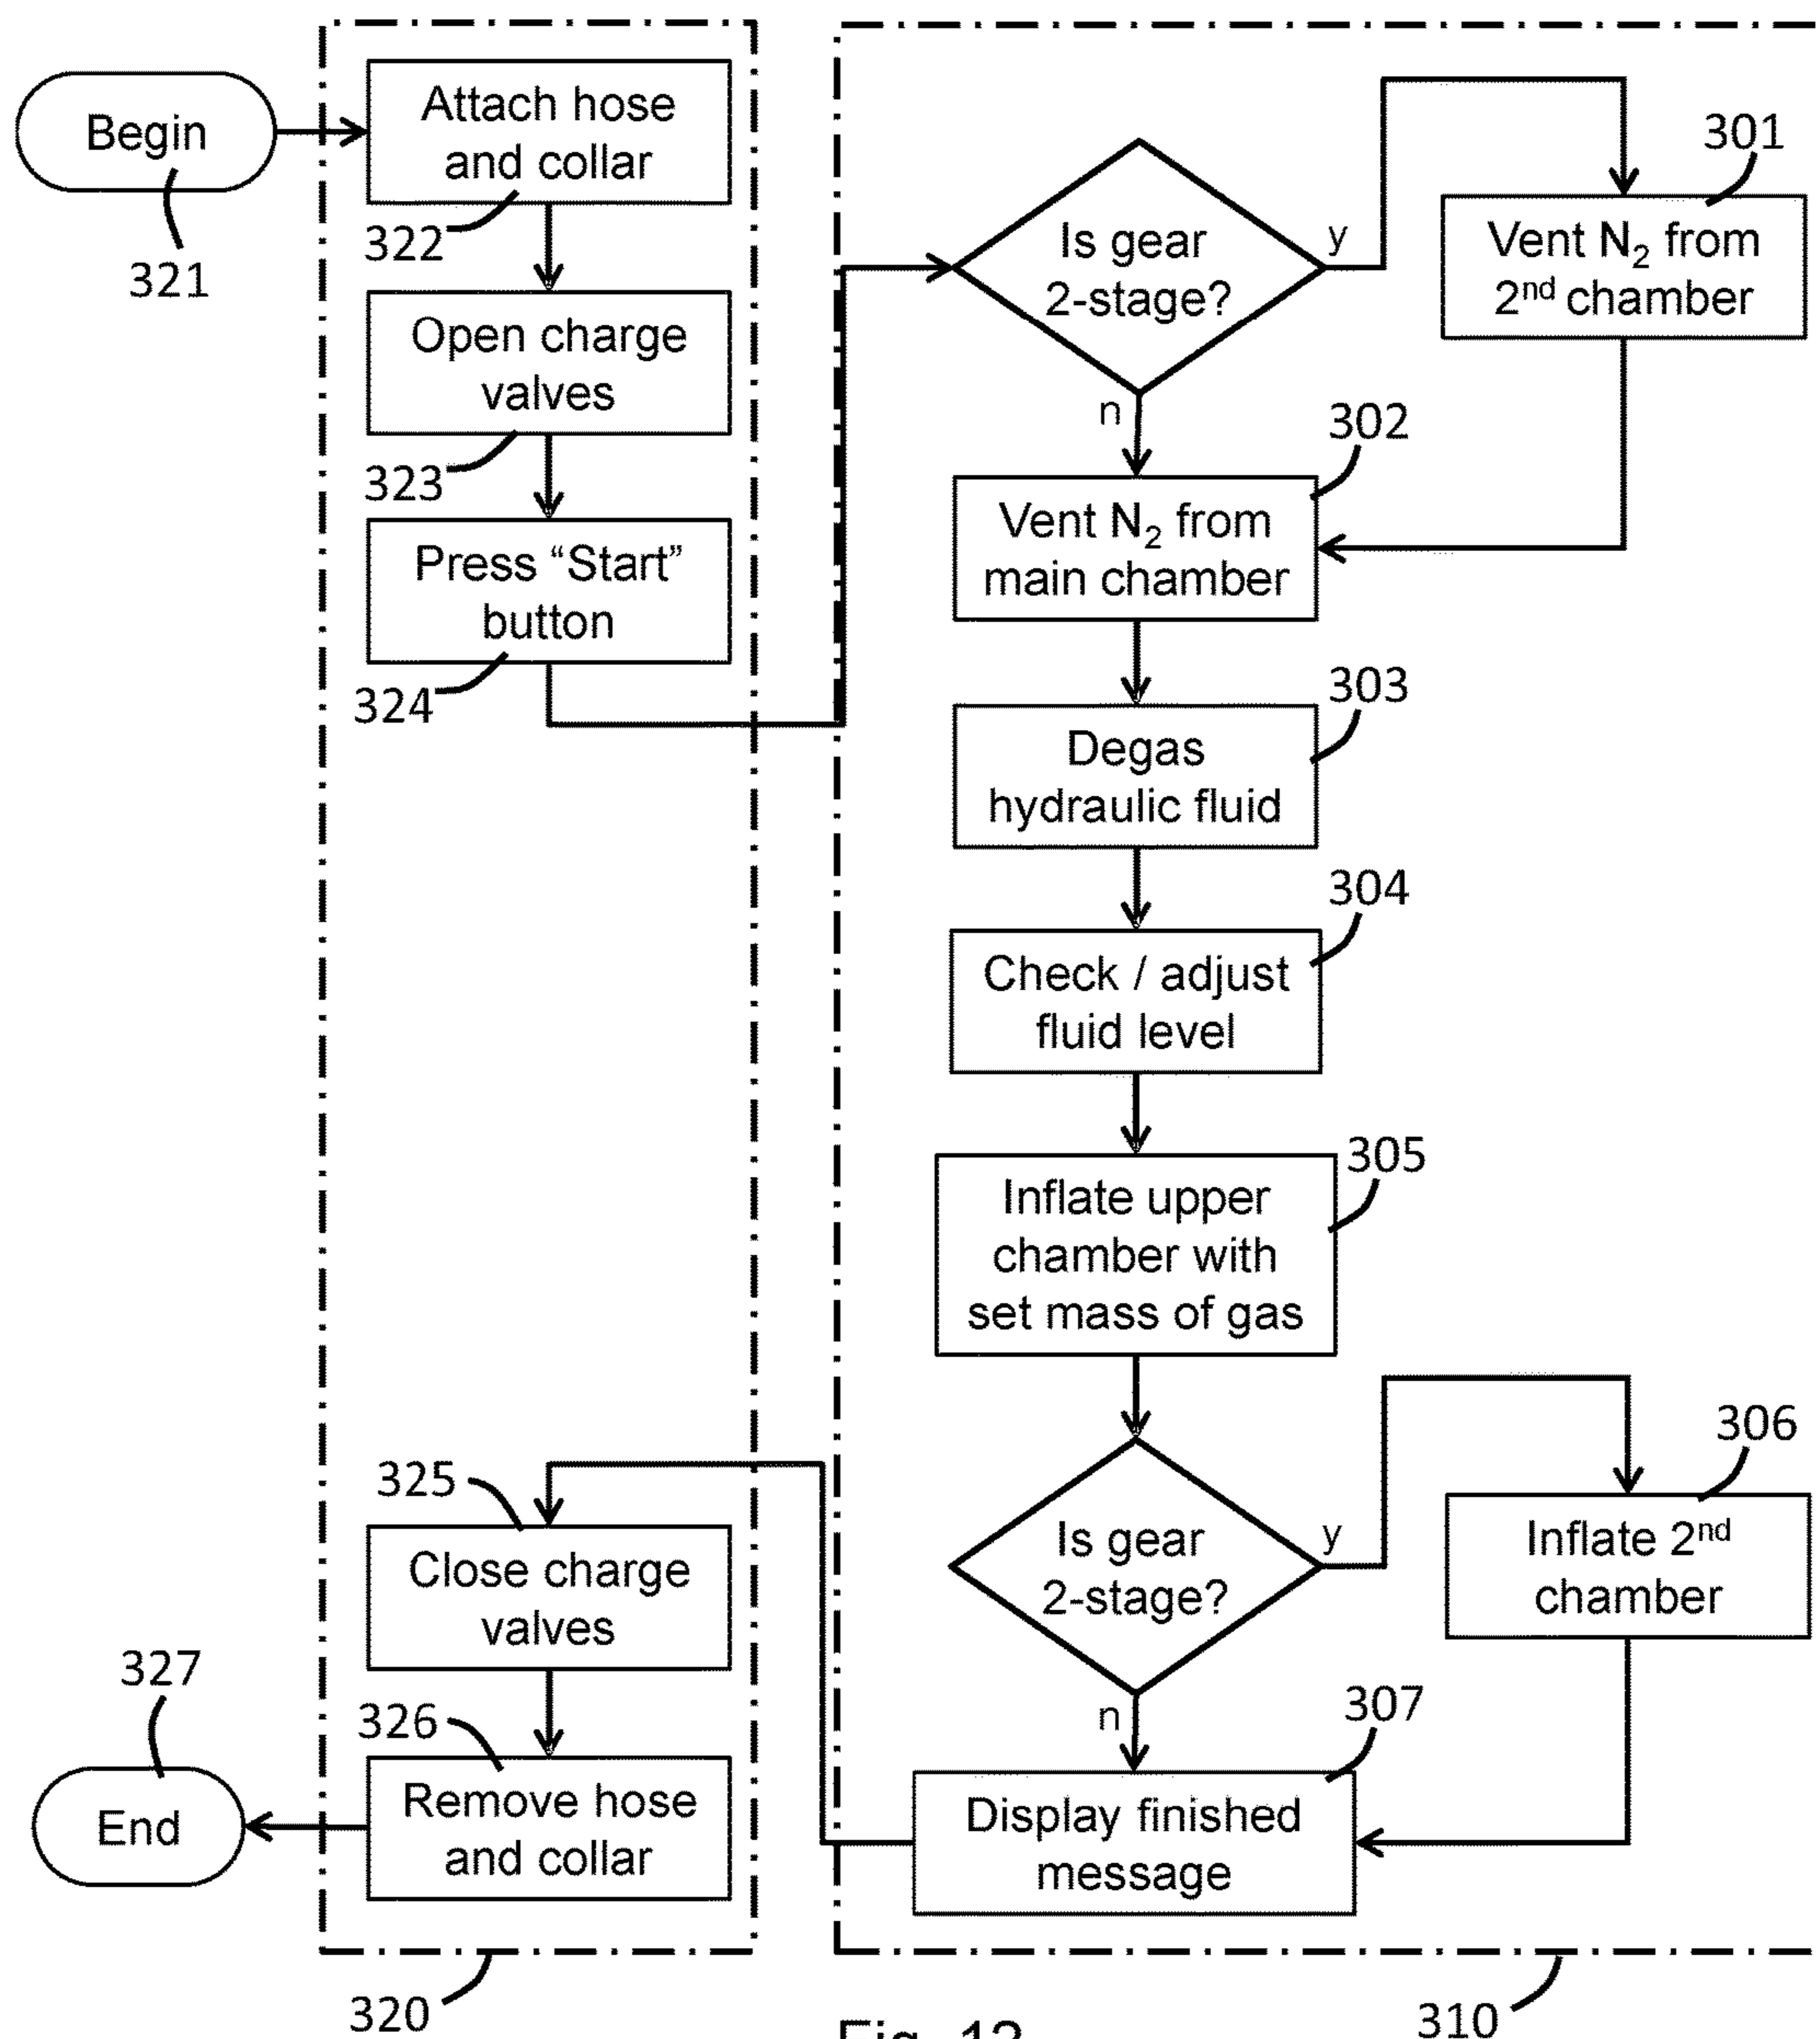 Begin
321
Attach hose
and collar
322
Open charge
valves
323
Press “Start”
button
324
Is gear
2-stage?
y
n
301
Vent N₂ from
2ⁿᵈ chamber
302
Vent N₂ from
main chamber
303
Degas
hydraulic fluid
304
Check / adjust
fluid level
305
Inflate upper
chamber with
set mass of gas
Is gear
2-stage?
y
n
306
Inflate 2ⁿᵈ
chamber
307
Display finished
message
325
Close charge
valves
326
Remove hose
and collar
327
End
320
310